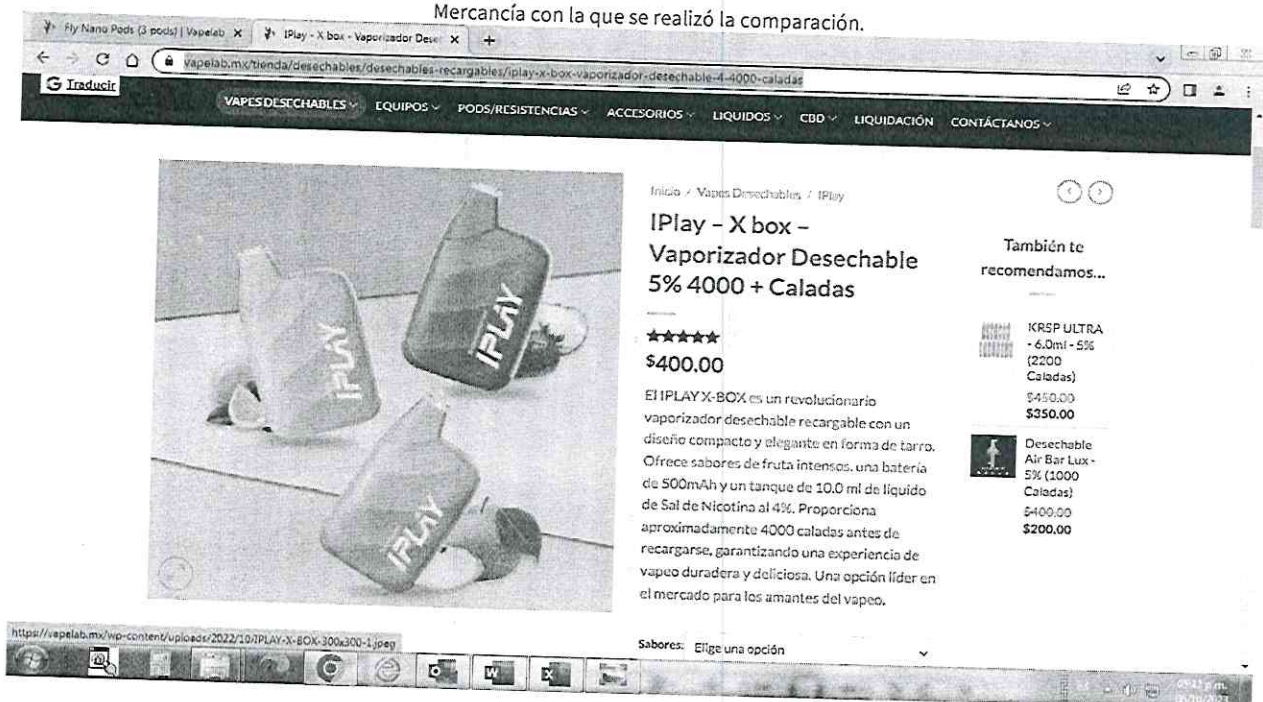 Mercancía con la que se realizó la comparación.
Fly Nano Pods (3 pods) | Vapelab
IPlay - X box - Vaporizador Dese
vapelab.mx/tienda/desechables/desechables-recargables/iplay-x-box-vaporizador-desechable-4-4000-caladas
G Traducir
VAPES DESECHABLES EQUIPOS PODS/RESISTENCIAS ACCESORIOS LIQUIDOS CBD LIQUIDACIÓN CONTÁCTANOS
Inicio / Vapes Desechables / IPlay
IPlay – X box –
Vaporizador Desechable
5% 4000 + Caladas
$400.00
El IPLAY X-BOX es un revolucionario
vaporizador desechable recargable con un
diseño compacto y elegante en forma de tarro.
Ofrece sabores de fruta intensos, una batería
de 500mAh y un tanque de 10.0 ml de líquido
de Sal de Nicotina al 4%. Proporciona
aproximadamente 4000 caladas antes de
recargarse, garantizando una experiencia de
vapeo duradera y deliciosa. Una opción líder en
el mercado para los amantes del vapeo.
Sabores: Elige una opción
También te
recomendamos...
KRSP ULTRA
- 6.0ml - 5%
(2200
Caladas)
$450.00
$350.00
Desechable
Air Bar Lux -
5% (1000
Caladas)
$400.00
$200.00
IPLAY
IPLAY
IPLAY
https://vapelab.mx/wp-content/uploads/2022/10/IPLAY-X-BOX-300x300-1.jpeg